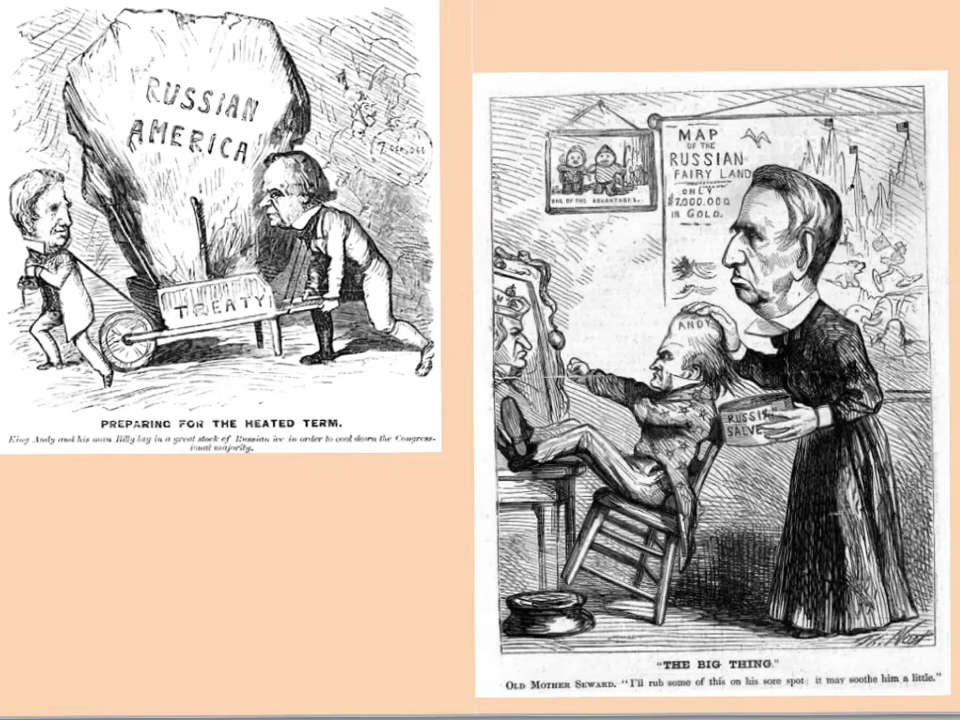 RUSSIAN
AMERICA
TREATY
PREPARING FOR THE HEATED TERM.
King Andy and his man Billy lay in a great stock of Russian ice in order to cool down the Congress-
ional majority.
MAP
OF THE
RUSSIAN
FAIRY LAND
ONLY
$7.000.000
IN GOLD.
ONE OF THE ADVANTAGES.
ANDY
RUSSIAN
SALVE
Th. Nast
"THE BIG THING."
OLD MOTHER SEWARD. "I'll rub some of this on his sore spot; it may soothe him a little."